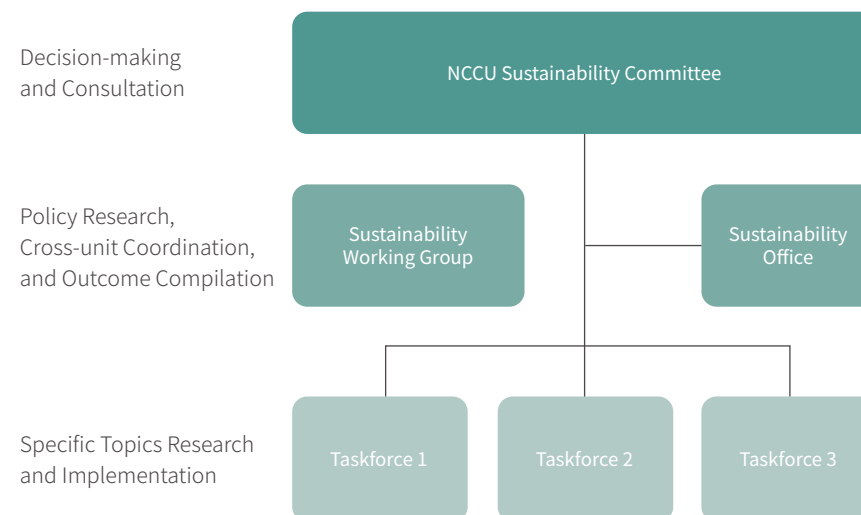 Decision-making
and Consultation
NCCU Sustainability Committee
Policy Research,
Cross-unit Coordination,
and Outcome Compilation
Sustainability
Working Group
Sustainability
Office
Specific Topics Research
and Implementation
Taskforce 1
Taskforce 2
Taskforce 3